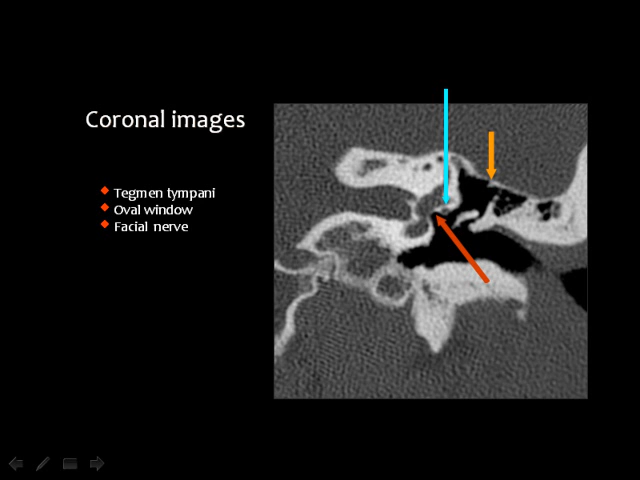 Coronal images
Tegmen tympani
Oval window
Facial nerve